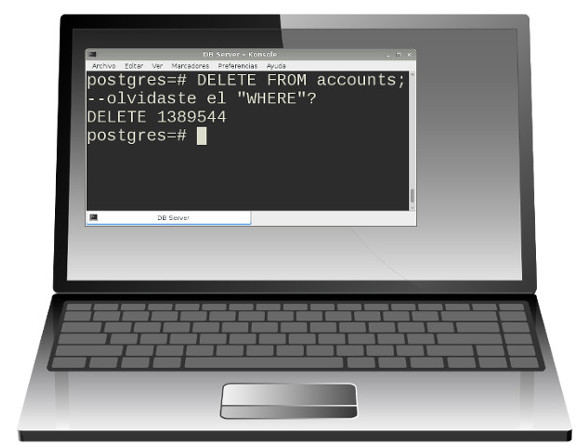 DB Server – Konsole
Archivo Editar Ver Marcadores Preferencias Ayuda
postgres=# DELETE FROM accounts;
--olvidaste el "WHERE"?
DELETE 1389544
postgres=#
DB Server